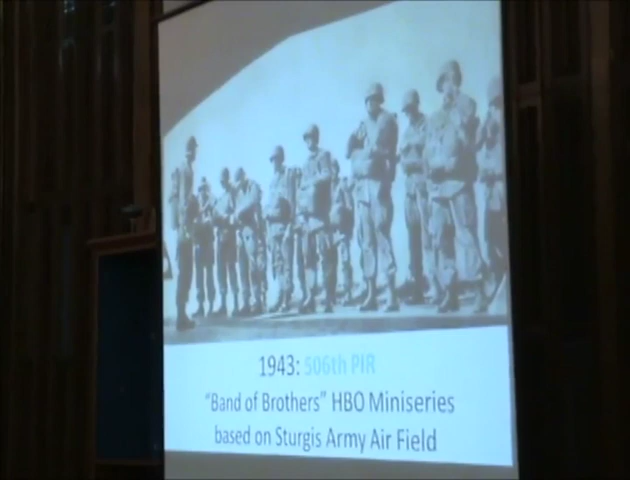 1943: 506th PIR
"Band of Brothers" HBO Miniseries
based on Sturgis Army Air Field